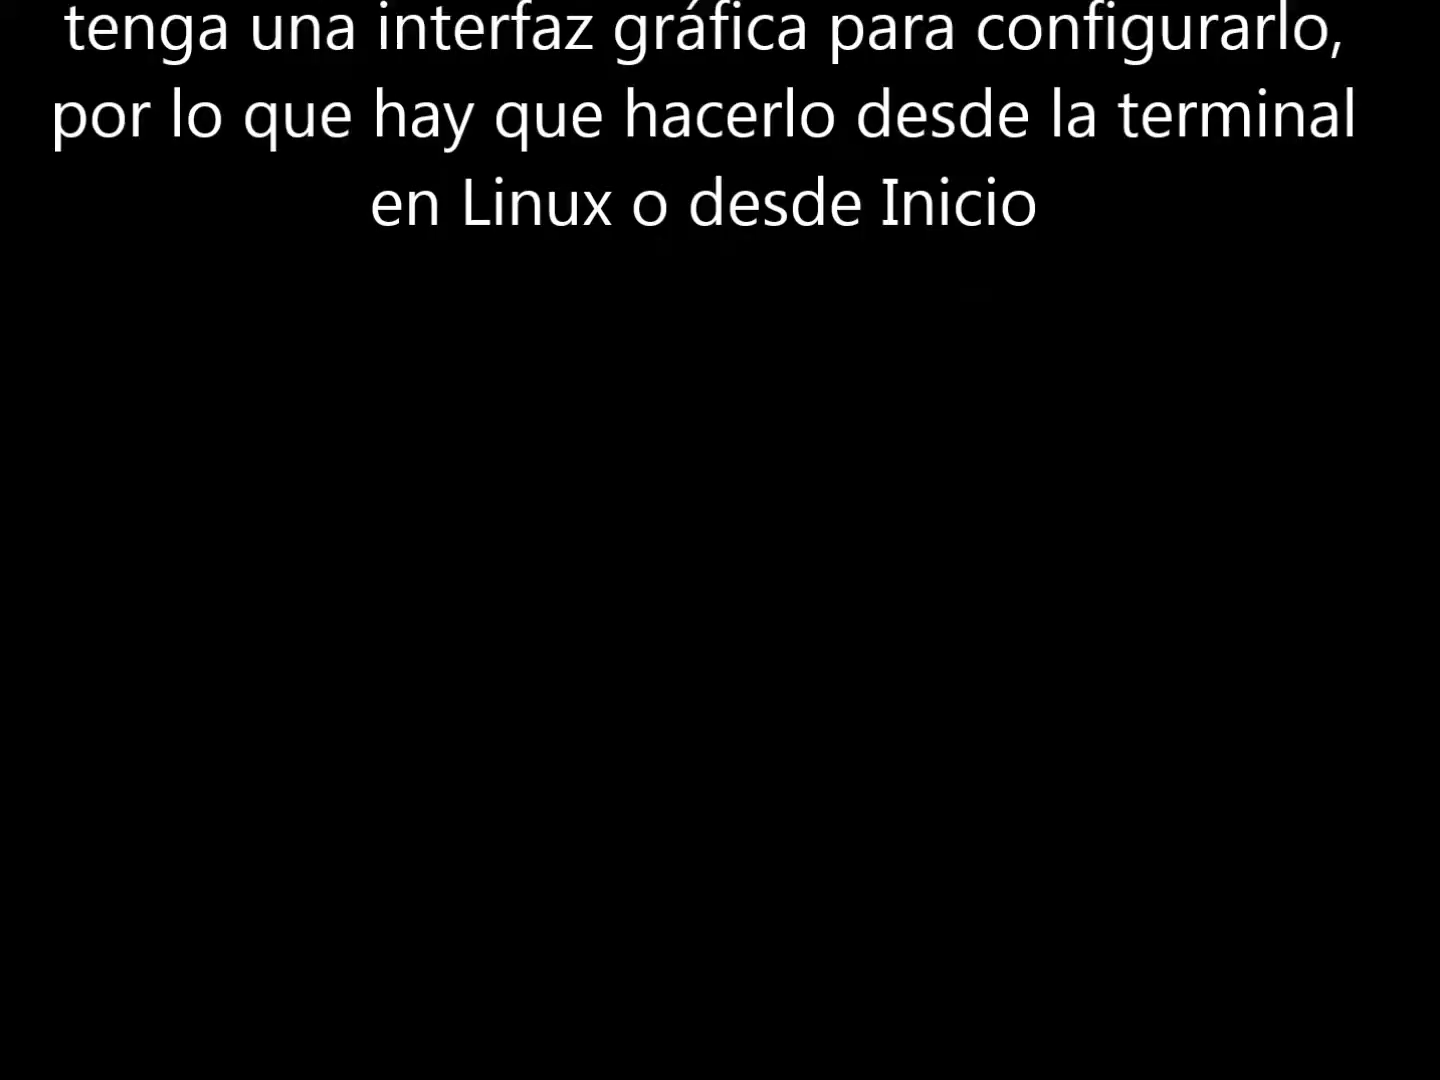 tenga una interfaz gráfica para configurarlo,
por lo que hay que hacerlo desde la terminal
en Linux o desde Inicio